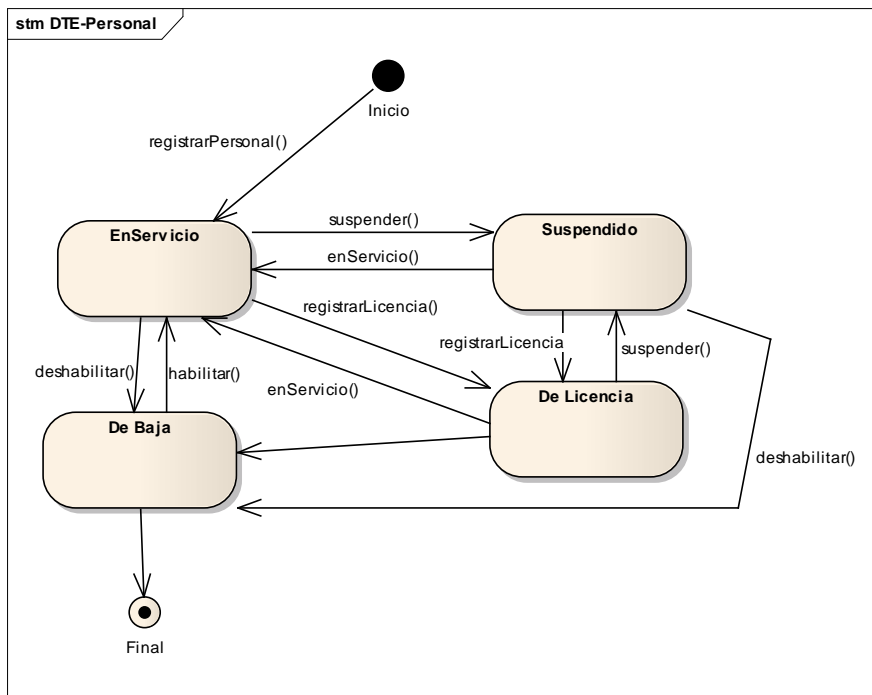 stm DTE-Personal
Inicio
registrarPersonal()
EnServicio
suspender()
Suspendido
enServicio()
registrarLicencia()
registrarLicencia
suspender()
deshabilitar()
habilitar()
enServicio()
De Licencia
De Baja
deshabilitar()
Final